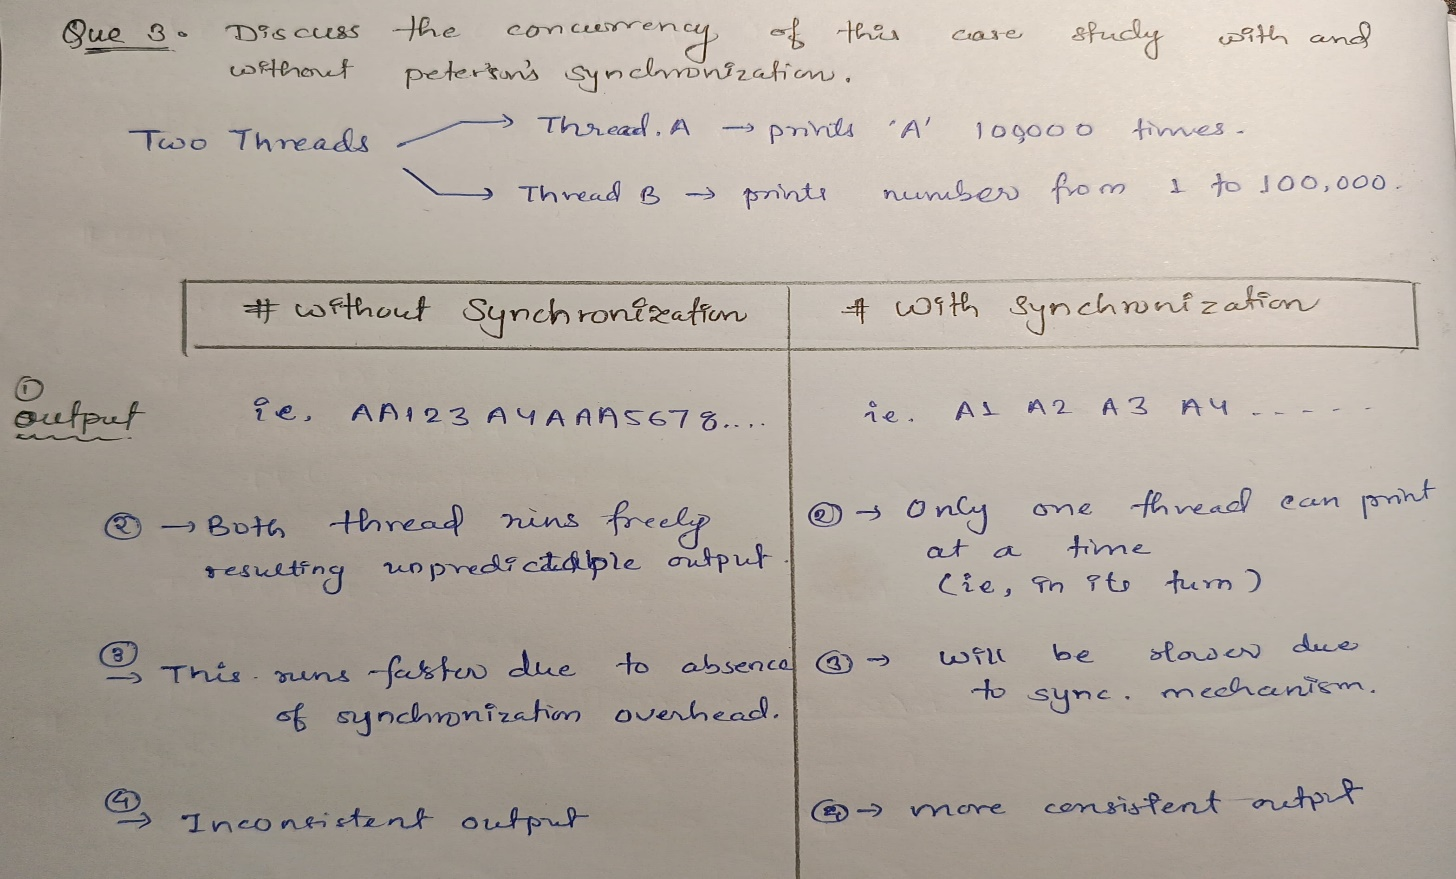 Que 3. Discuss the concurrency of this case study with and
without peterson's synchronization.
Two Threads → Thread. A → prints 'A' 100000 times.
→ Thread B → prints number from 1 to 100,000.
# without Synchronization
# With Synchronization
① output
ie, AA123A4AAA5678....
ie. A1 A2 A3 A4 -----
② → Both thread runs freely
resulting unpredictable output.
② → Only one thread can print
at a time
(ie, in its turn)
③ → This runs faster due to absence
of synchronization overhead.
③ → will be slower due
to sync. mechanism.
④ → Inconsistent output
④ → more consistent output